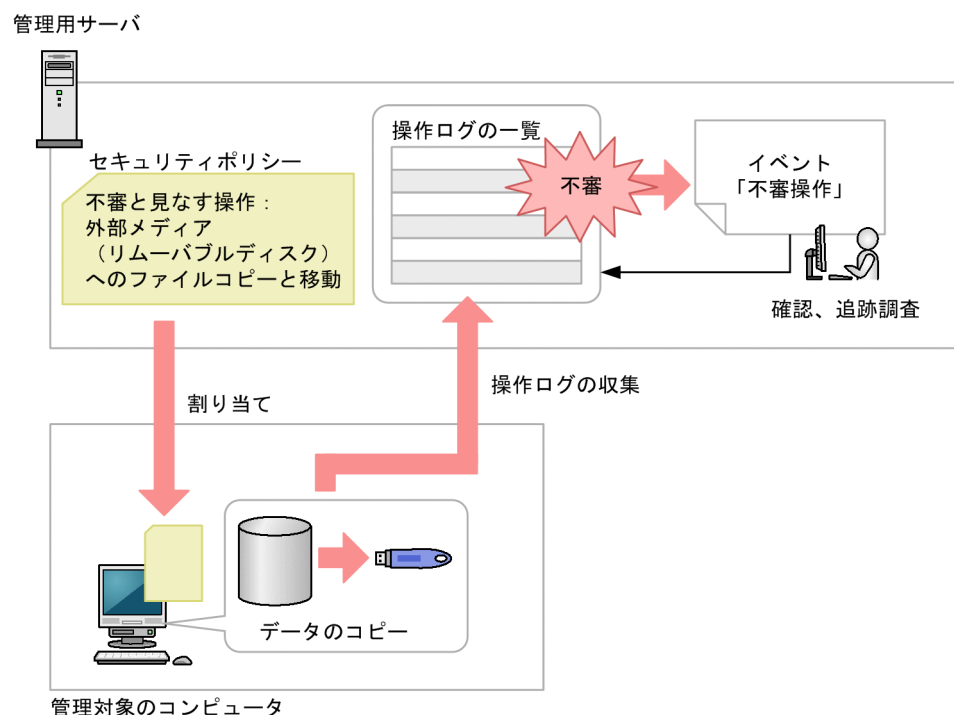 管理用サーバ
セキュリティポリシー
不審と見なす操作：
外部メディア
（リムーバブルディスク）
へのファイルコピーと移動
操作ログの一覧
不審
イベント
「不審操作」
確認、追跡調査
割り当て
操作ログの収集
データのコピー
管理対象のコンピュータ